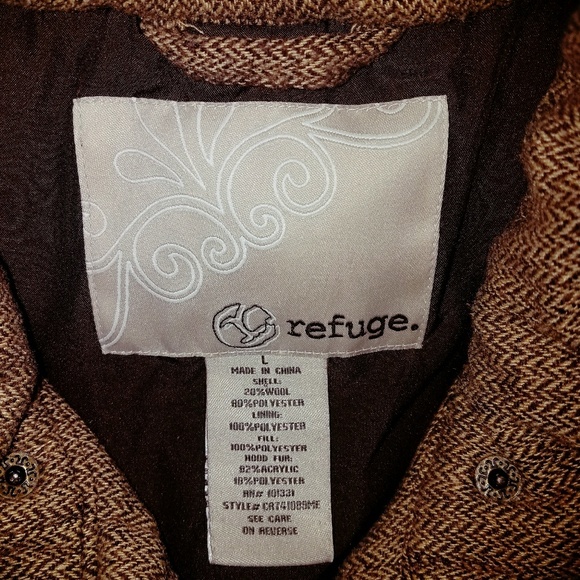 refuge.
L
MADE IN CHINA
SHELL:
20%WOOL
80%POLYESTER
LINING:
100%POLYESTER
FILL:
100%POLYESTER
HOOD FUR:
82%ACRYLIC
18%POLYESTER
RN# 101331
STYLE# CR741089ME
SEE CARE
ON REVERSE